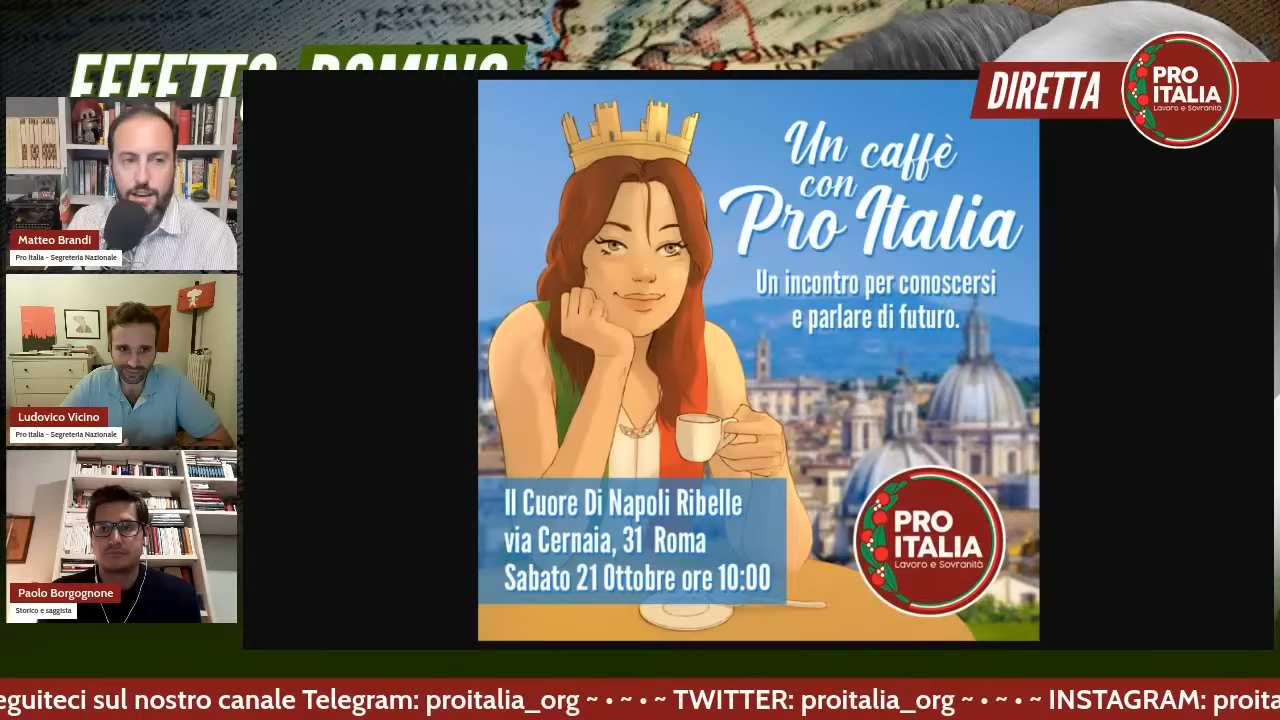 EFFETTO DOMINO
DIRETTA
PRO
ITALIA
Lavoro e Sovranità
Matteo Brandi
Pro Italia - Segreteria Nazionale
Ludovico Vicino
Pro Italia - Segreteria Nazionale
Paolo Borgognone
Storico e saggista
Un caffè
con
Pro Italia
Un incontro per conoscersi
e parlare di futuro.
Il Cuore Di Napoli Ribelle
via Cernaia, 31 Roma
Sabato 21 Ottobre ore 10:00
PRO
ITALIA
Lavoro e Sovranità
eguiteci sul nostro canale Telegram: proitalia_org ~ • ~ • ~ TWITTER: proitalia_org ~ • ~ • ~ INSTAGRAM: proita